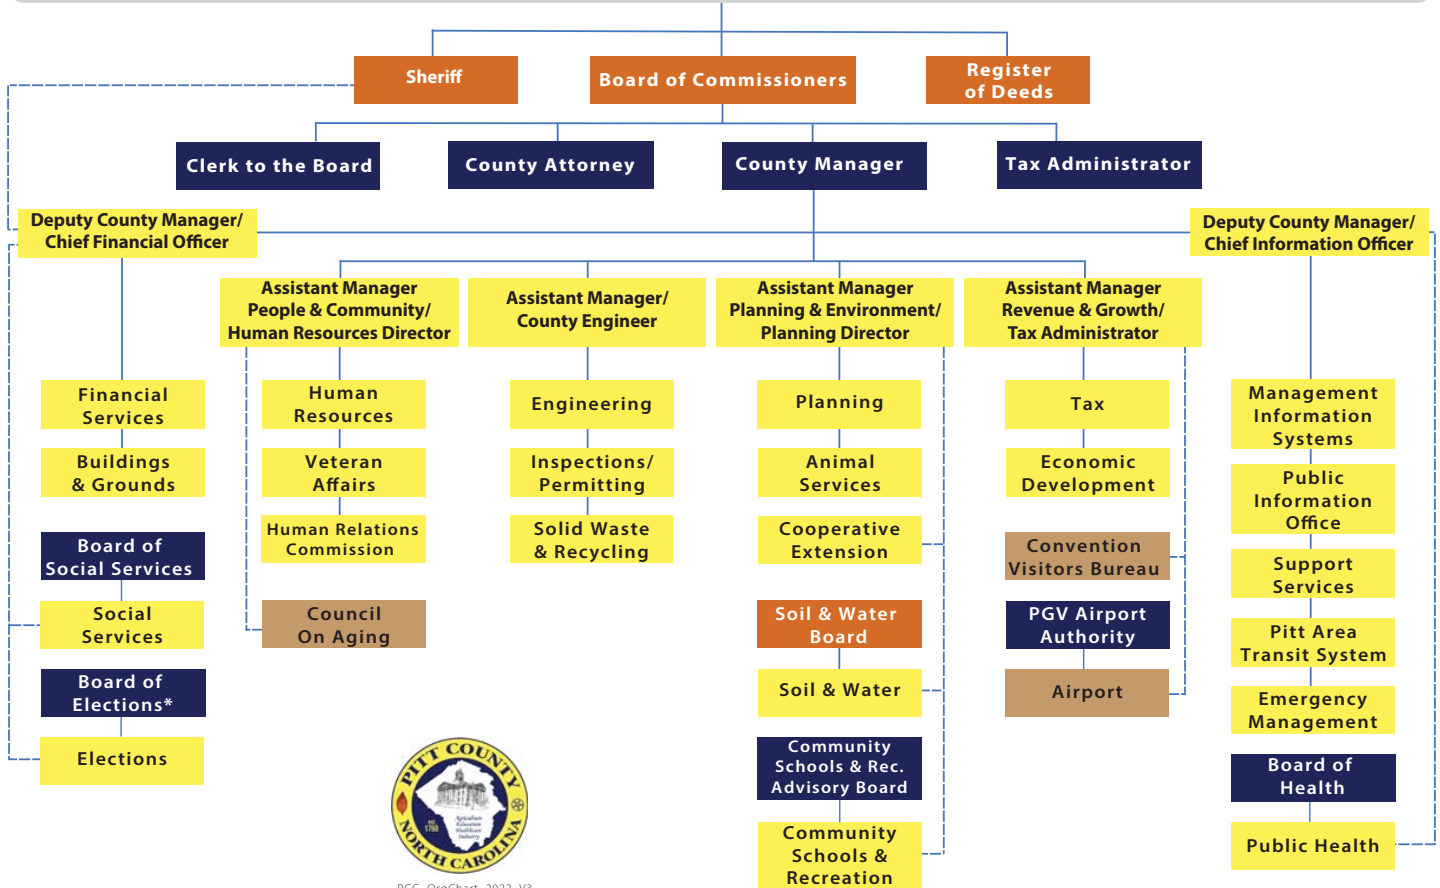 Sheriff
Board of Commissioners
Register
of Deeds
Clerk to the Board
County Attorney
County Manager
Tax Administrator
Deputy County Manager/
Chief Financial Officer
Deputy County Manager/
Chief Information Officer
Assistant Manager
People & Community/
Human Resources Director
Assistant Manager/
County Engineer
Assistant Manager
Planning & Environment/
Planning Director
Assistant Manager
Revenue & Growth/
Tax Administrator
Financial
Services
Buildings
& Grounds
Board of
Social Services
Social
Services
Board of
Elections*
Elections
Human
Resources
Veteran
Affairs
Human Relations
Commission
Council
On Aging
Engineering
Inspections/
Permitting
Solid Waste
& Recycling
Planning
Animal
Services
Cooperative
Extension
Soil & Water
Board
Soil & Water
Community
Schools & Rec.
Advisory Board
Community
Schools &
Recreation
Tax
Economic
Development
Convention
Visitors Bureau
PGV Airport
Authority
Airport
Management
Information
Systems
Public
Information
Office
Support
Services
Pitt Area
Transit System
Emergency
Management
Board of
Health
Public Health
PITT COUNTY
EST
1760
Agriculture
Education
Healthcare
Industry
NORTH CAROLINA
PCG_OrgChart_2022_V3